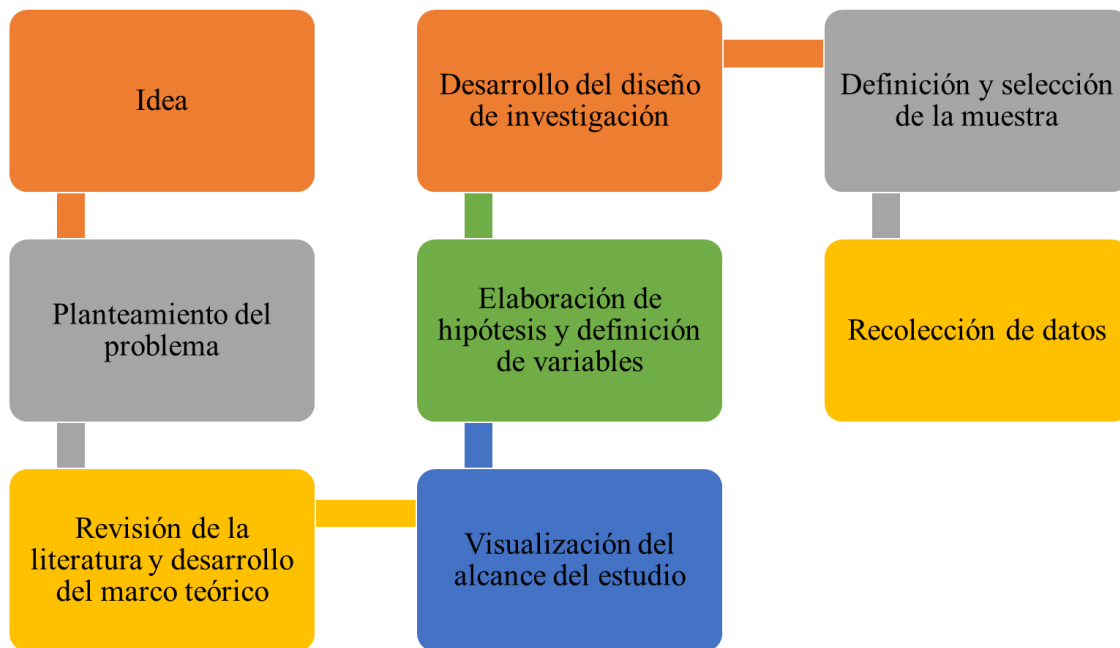 Idea
Planteamiento del
problema
Revisión de la
literatura y desarrollo
del marco teórico
Visualización del
alcance del estudio
Elaboración de
hipótesis y definición
de variables
Desarrollo del diseño
de investigación
Definición y selección
de la muestra
Recolección de datos